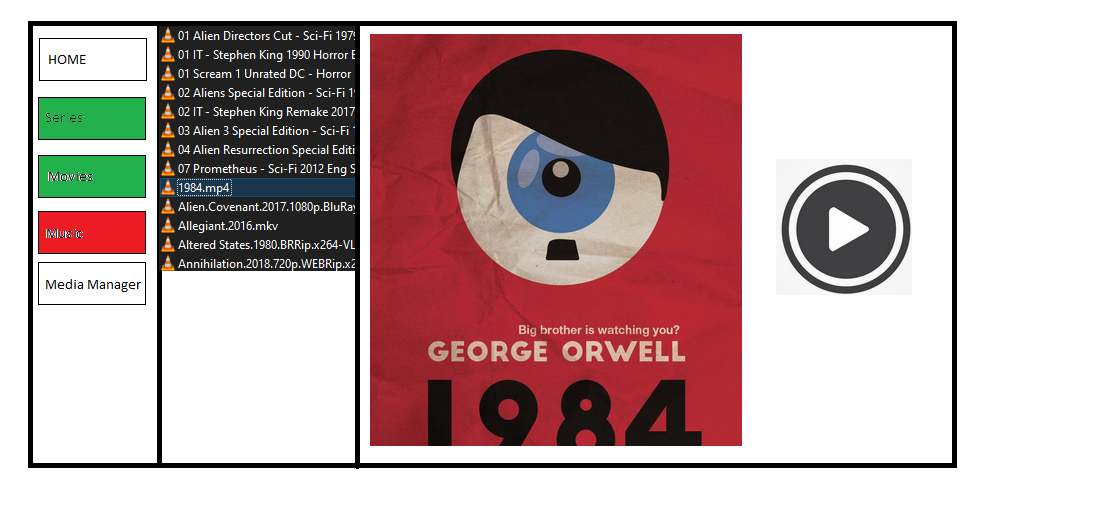 HOME
Series
Movies
Music
Media Manager
01 Alien Directors Cut - Sci-Fi 1979
01 IT - Stephen King 1990 Horror E
01 Scream 1 Unrated DC - Horror
02 Aliens Special Edition - Sci-Fi 1
02 IT - Stephen King Remake 2017
03 Alien 3 Special Edition - Sci-Fi 1
04 Alien Resurrection Special Editi
07 Prometheus - Sci-Fi 2012 Eng S
1984.mp4
Alien.Covenant.2017.1080p.BluRay
Allegiant.2016.mkv
Altered States.1980.BRRip.x264-VL
Annihilation.2018.720p.WEBRip.x2
Big brother is watching you?
GEORGE ORWELL
1984